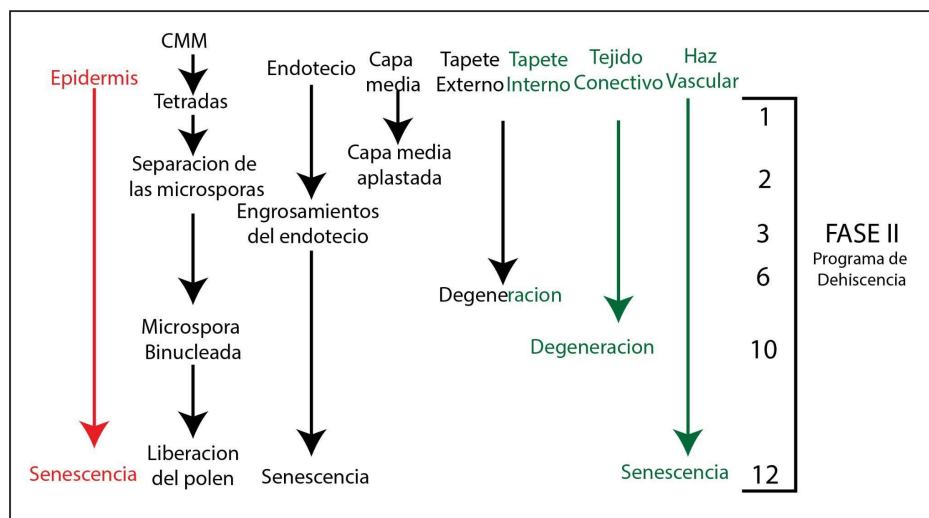 CMM
Epidermis
Endotecio
Capa
media
Tapete
Externo
Tapete
Interno
Tejido
Conectivo
Haz
Vascular
Tetradas
1
Separacion de
las microsporas
Capa media
aplastada
2
Engrosamientos
del endotecio
3
FASE II
Programa de
Dehiscencia
6
Degeneracion
Microspora
Binucleada
Degeneracion
10
Senescencia
Liberacion
del polen
Senescencia
Senescencia
12